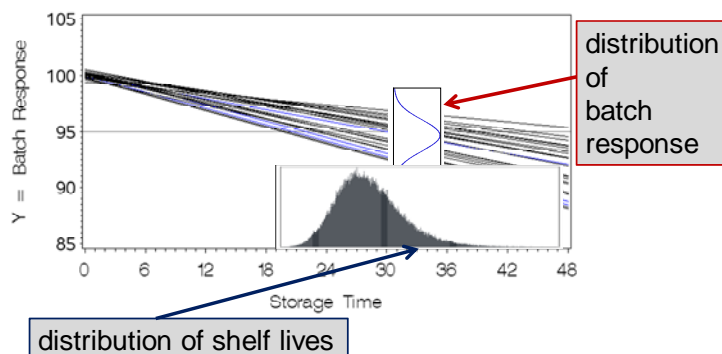 105
100
95
90
85
Y = Batch Response
0 6 12 18 24 30 36 42 48
Storage Time
distribution
of
batch
response
distribution of shelf lives